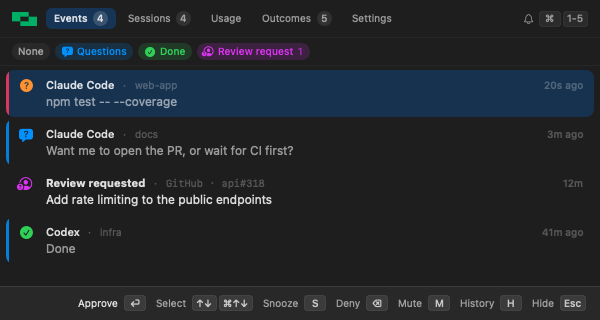 Events 4 Sessions 4 Usage Outcomes 5 Settings ⌘ 1-5
None Questions Done Review request 1
Claude Code · web-app 20s ago
npm test -- --coverage
Claude Code · docs 3m ago
Want me to open the PR, or wait for CI first?
Review requested · GitHub · api#318 12m
Add rate limiting to the public endpoints
Codex · infra 41m ago
Done
Approve ↵ Select ↑↓ ⌘↑↓ Snooze S Deny ⌫ Mute M History H Hide Esc